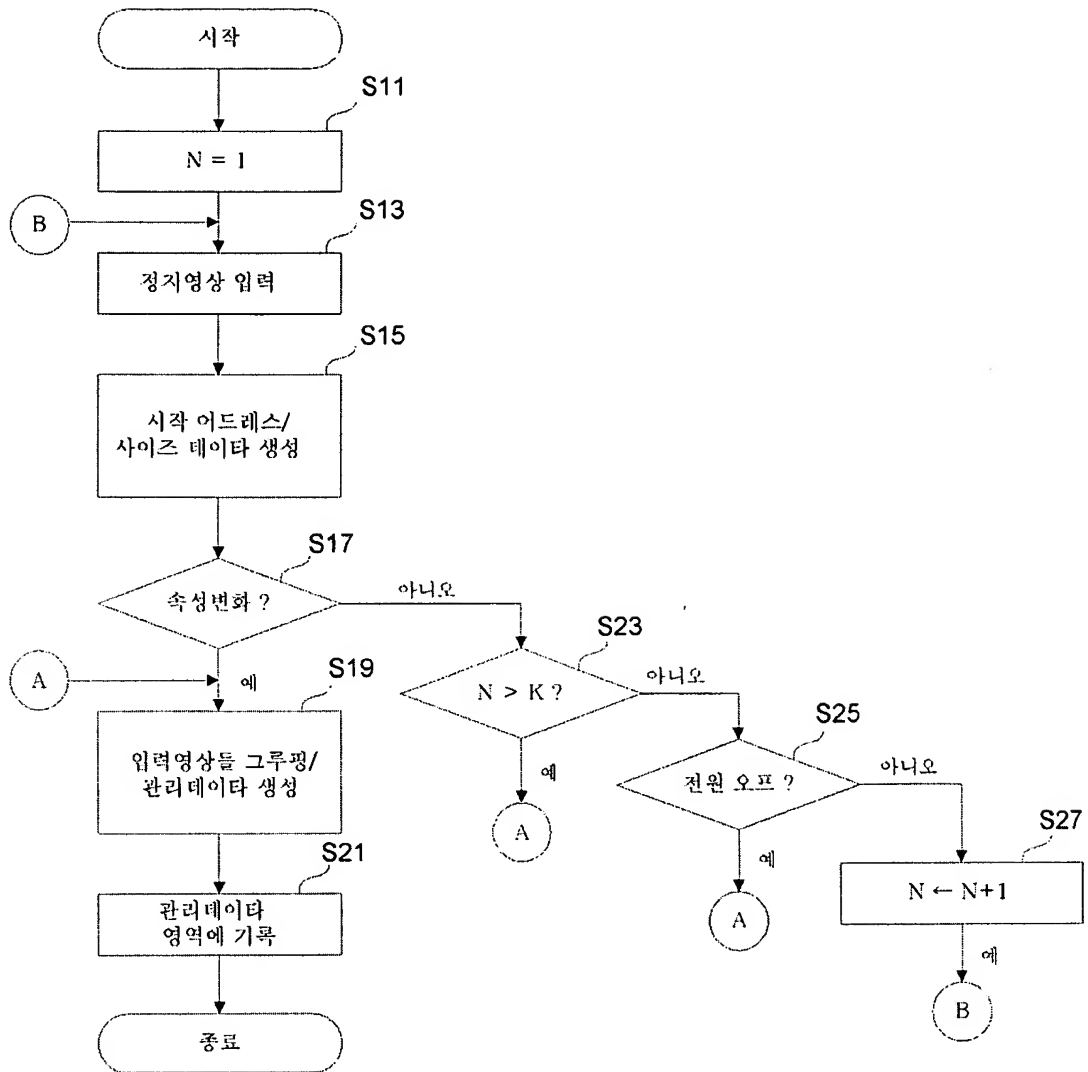 시작
S11
N = 1
B
S13
정지영상 입력
S15
시작 어드레스/
사이즈 데이타 생성
S17
속성변화 ?
아니오
예
A
S19
입력영상들 그루핑/
관리데이타 생성
S21
관리데이타
영역에 기록
종료
S23
N > K ?
아니오
예
A
S25
전원 오프 ?
아니오
예
A
S27
N ← N+1
예
B